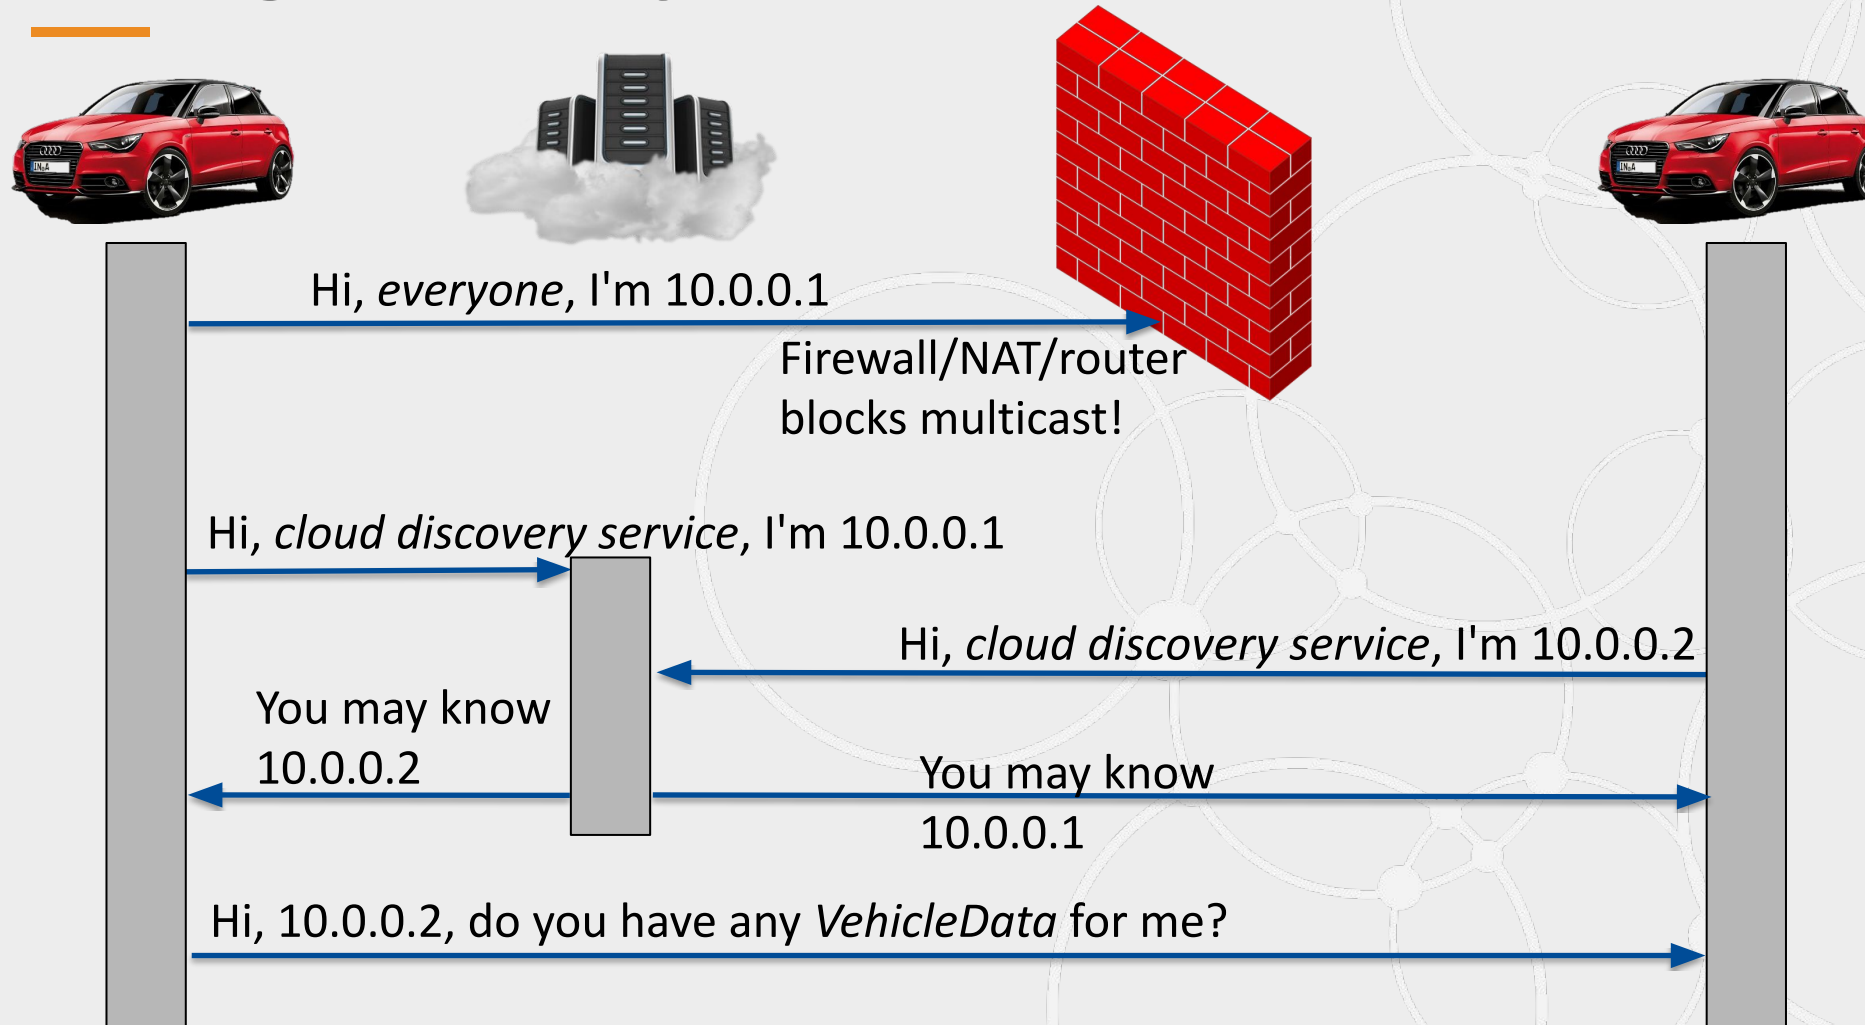 Hi, everyone, I'm 10.0.0.1
Firewall/NAT/router
blocks multicast!
Hi, cloud discovery service, I'm 10.0.0.1
Hi, cloud discovery service, I'm 10.0.0.2
You may know
10.0.0.2
You may know
10.0.0.1
Hi, 10.0.0.2, do you have any VehicleData for me?